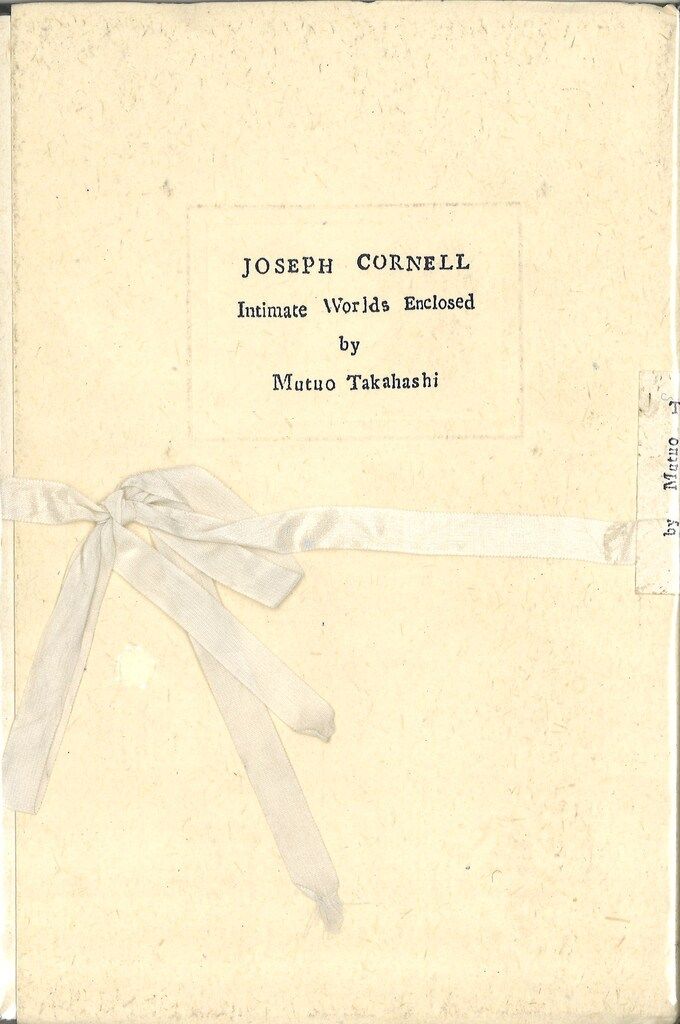 JOSEPH CORNELL
Intimate Worlds Enclosed
by
Mutuo Takahashi
by Mutuo T